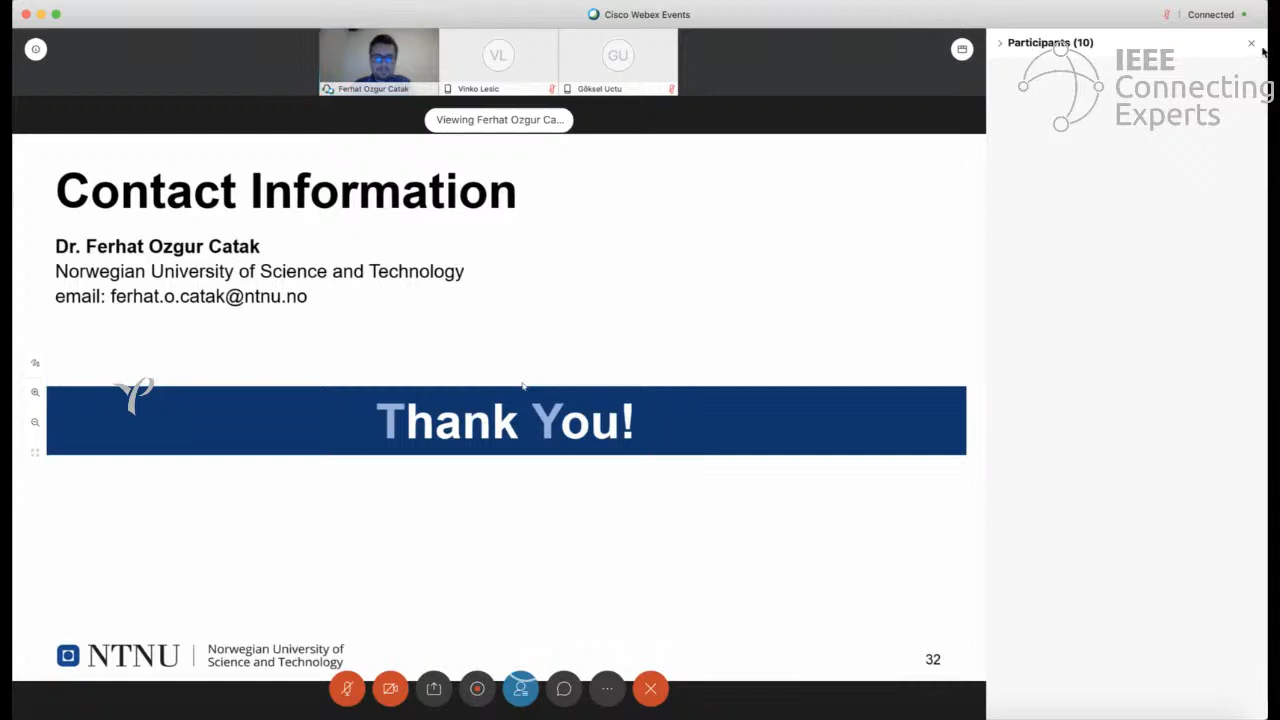 Cisco Webex Events
Connected
VL
GU
Ferhat Ozgur Catak
Vinko Lesic
Göksel Uctu
Participants (10)
IEEE
Connecting
Experts
Viewing Ferhat Ozgur Ca...
Contact Information
Dr. Ferhat Ozgur Catak
Norwegian University of Science and Technology
email: ferhat.o.catak@ntnu.no
Thank You!
NTNU
Norwegian University of
Science and Technology
32